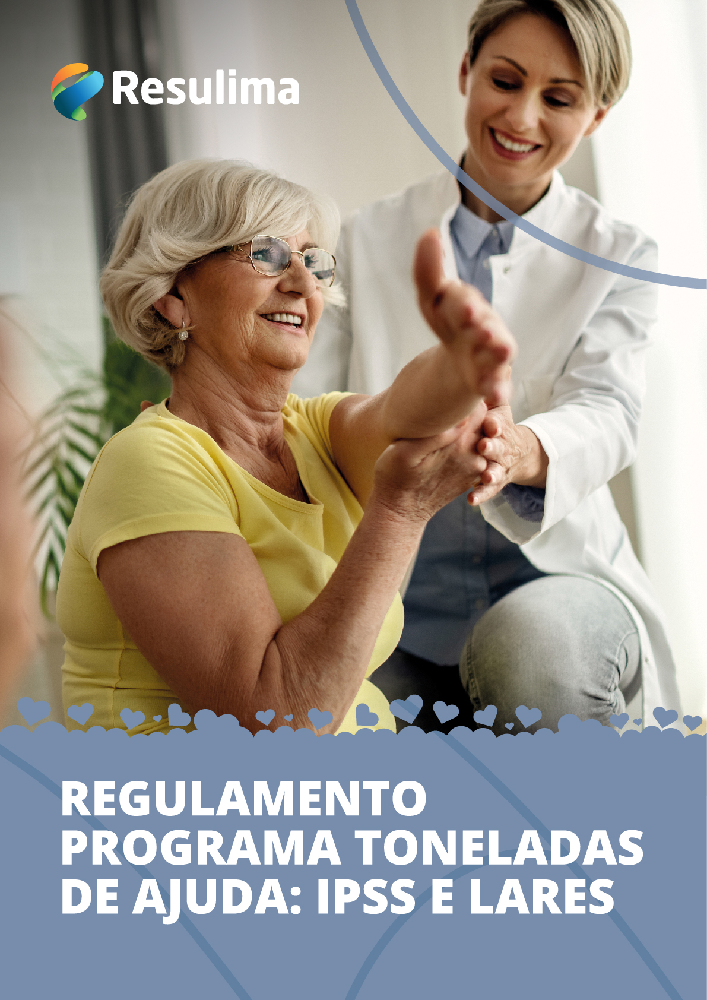 Resulima
REGULAMENTO
PROGRAMA TONELADAS
DE AJUDA: IPSS E LARES